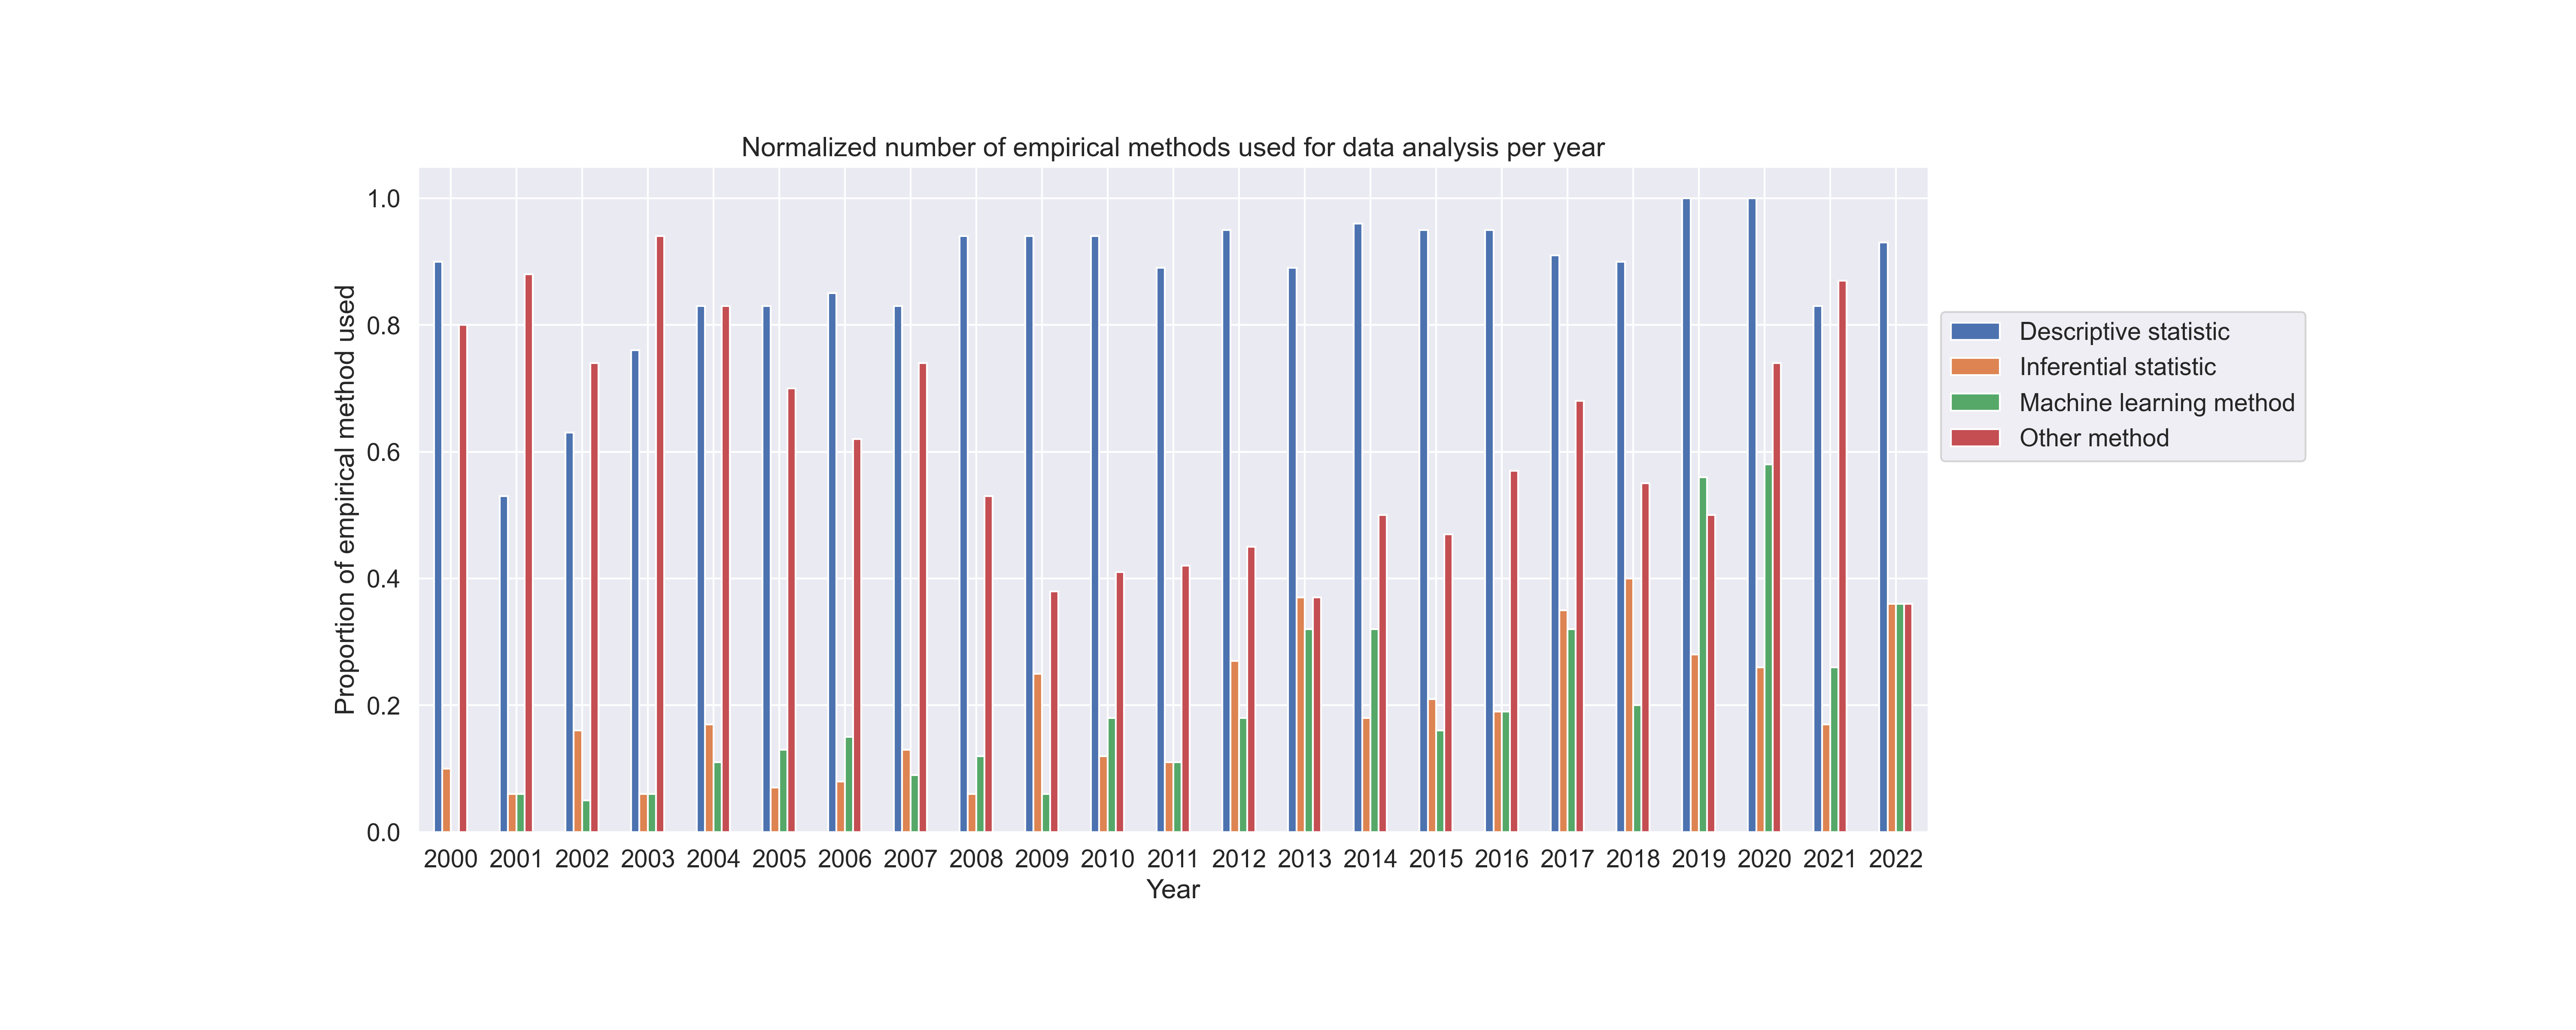 Normalized number of empirical methods used for data analysis per year
Proportion of empirical method used
1.0
0.8
0.6
0.4
0.2
0.0
2000 2001 2002 2003 2004 2005 2006 2007 2008 2009 2010 2011 2012 2013 2014 2015 2016 2017 2018 2019 2020 2021 2022
Year
Descriptive statistic
Inferential statistic
Machine learning method
Other method